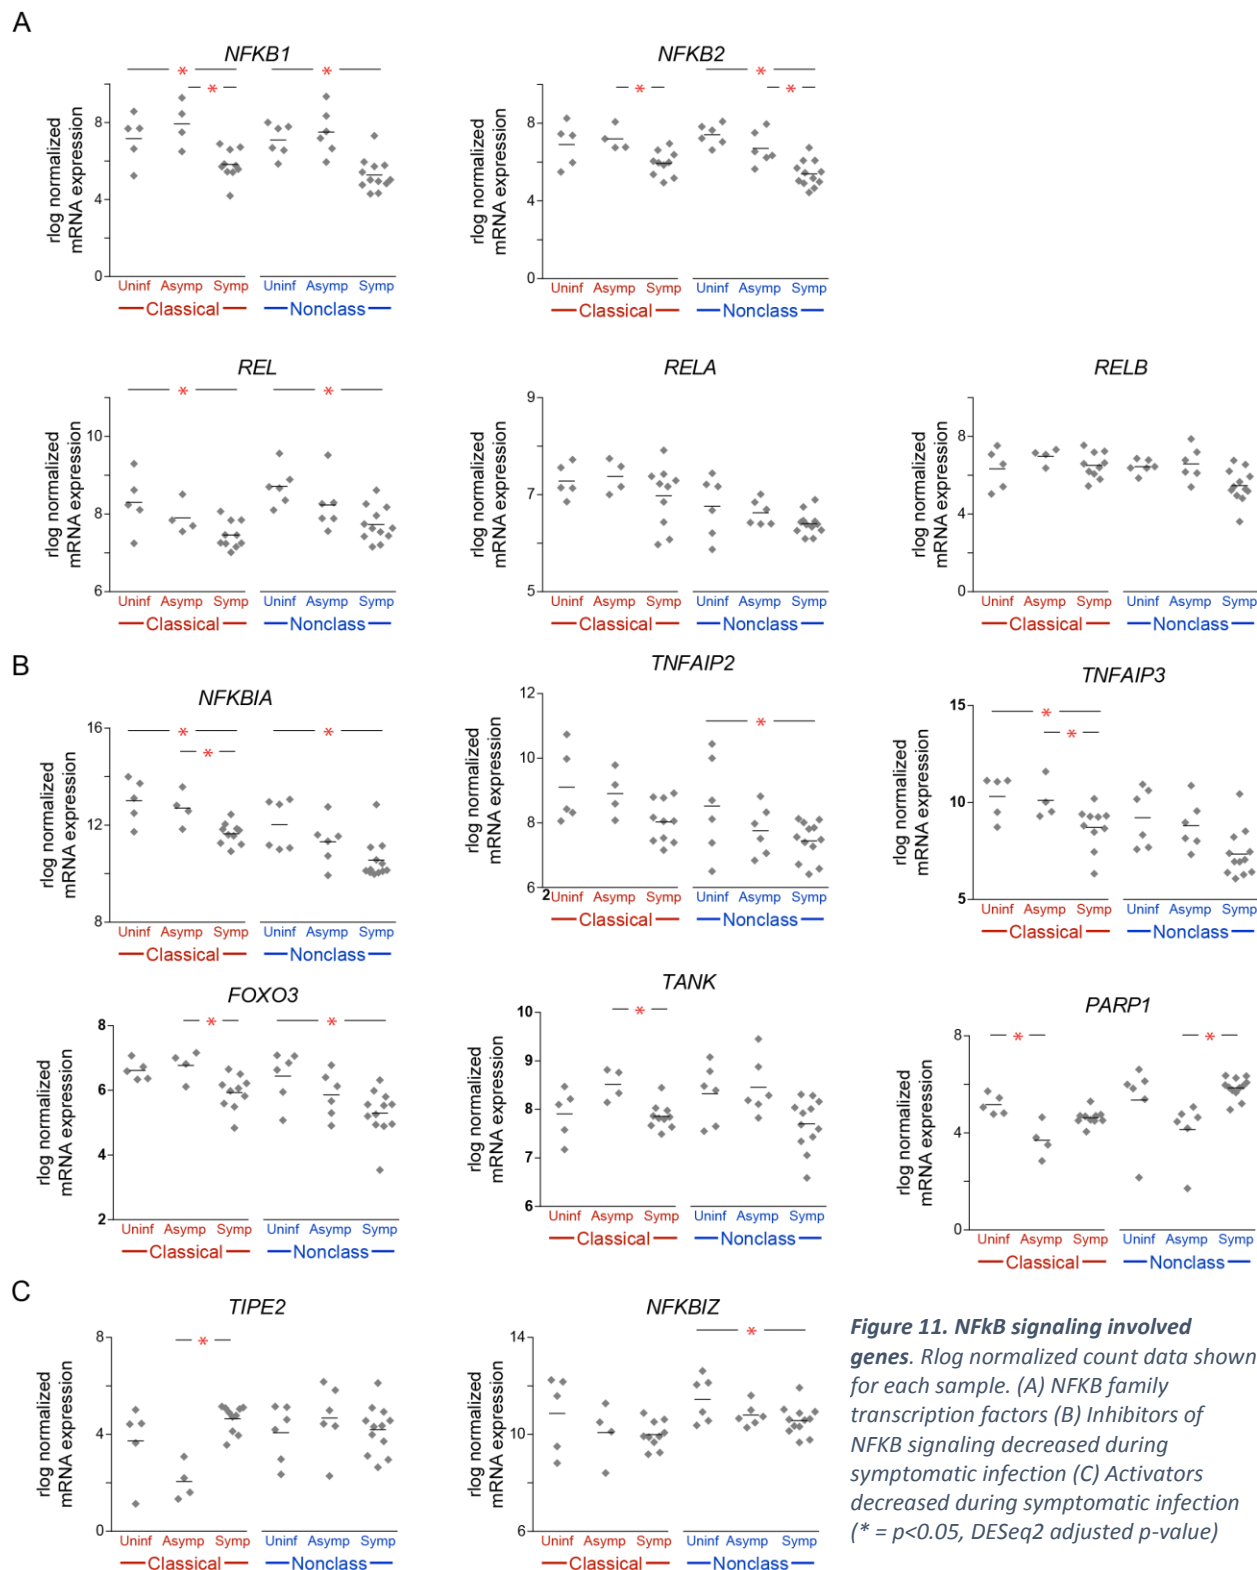 A
NFKB1
* *
*
rlog normalized
mRNA expression
8
4
0
Uninf Asymp Symp Uninf Asymp Symp
Classical Nonclass
NFKB2
*
* *
rlog normalized
mRNA expression
8
4
0
Uninf Asymp Symp Uninf Asymp Symp
Classical Nonclass
REL
* *
rlog normalized
mRNA expression
10
8
6
Uninf Asymp Symp Uninf Asymp Symp
Classical Nonclass
RELA
rlog normalized
mRNA expression
9
7
5
Uninf Asymp Symp Uninf Asymp Symp
Classical Nonclass
RELB
rlog normalized
mRNA expression
8
4
0
Uninf Asymp Symp Uninf Asymp Symp
Classical Nonclass
B
NFKBIA
* *
*
rlog normalized
mRNA expression
16
12
8
Uninf Asymp Symp Uninf Asymp Symp
Classical Nonclass
TNFAIP2
*
rlog normalized
mRNA expression
12
10
8
6
2
Uninf Asymp Symp Uninf Asymp Symp
Classical Nonclass
TNFAIP3
*
*
rlog normalized
mRNA expression
15
10
5
Uninf Asymp Symp Uninf Asymp Symp
Classical Nonclass
FOXO3
* *
rlog normalized
mRNA expression
8
6
4
2
Uninf Asymp Symp Uninf Asymp Symp
Classical Nonclass
TANK
*
rlog normalized
mRNA expression
10
9
8
7
6
Uninf Asymp Symp Uninf Asymp Symp
Classical Nonclass
PARP1
* *
rlog normalized
mRNA expression
8
4
0
Uninf Asymp Symp Uninf Asymp Symp
Classical Nonclass
C
TIPE2
*
rlog normalized
mRNA expression
8
4
0
Uninf Asymp Symp Uninf Asymp Symp
Classical Nonclass
NFKBIZ
*
rlog normalized
mRNA expression
14
10
6
Uninf Asymp Symp Uninf Asymp Symp
Classical Nonclass
Figure 11. NFkB signaling involved
genes. Rlog normalized count data shown
for each sample. (A) NFKB family
transcription factors (B) Inhibitors of
NFKB signaling decreased during
symptomatic infection (C) Activators
decreased during symptomatic infection
(* = p<0.05, DESeq2 adjusted p-value)